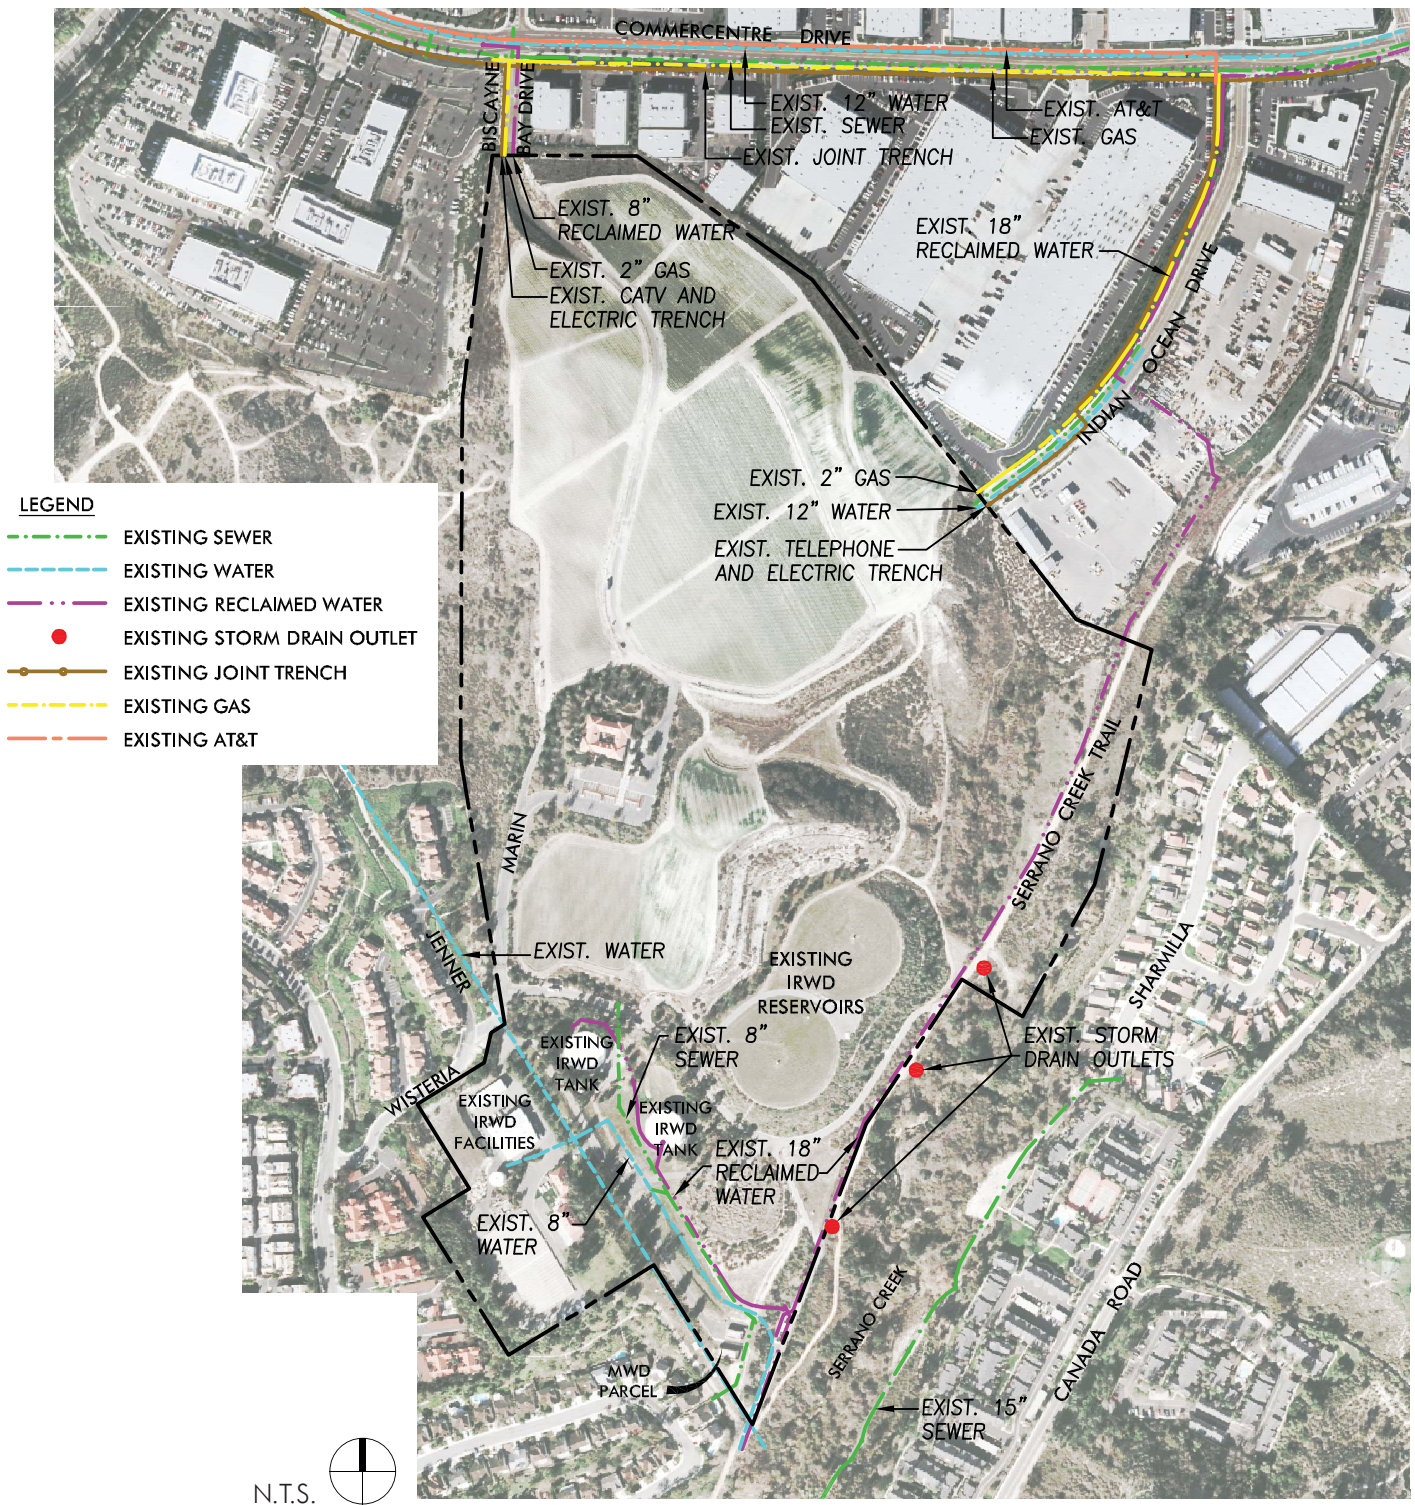 COMMERCENTRE DRIVE
BISCAYNE
BAY DRIVE
EXIST. 12" WATER
EXIST. SEWER
EXIST. JOINT TRENCH
EXIST. AT&T
EXIST. GAS
EXIST. 8"
RECLAIMED WATER
EXIST. 2" GAS
EXIST. CATV AND
ELECTRIC TRENCH
EXIST. 18"
RECLAIMED WATER
INDIAN OCEAN DRIVE
EXIST. 2" GAS
EXIST. 12" WATER
EXIST. TELEPHONE
AND ELECTRIC TRENCH
LEGEND
EXISTING SEWER
EXISTING WATER
EXISTING RECLAIMED WATER
EXISTING STORM DRAIN OUTLET
EXISTING JOINT TRENCH
EXISTING GAS
EXISTING AT&T
SERRANO CREEK TRAIL
MARIN
JENNER
EXIST. WATER
SHARMILLA
EXISTING
IRWD
RESERVOIRS
EXIST. STORM
DRAIN OUTLETS
EXISTING
IRWD
TANK
EXIST. 8"
SEWER
WISTERIA
EXISTING
IRWD
FACILITIES
EXISTING
IRWD
TANK
EXIST. 18"
RECLAIMED
WATER
EXIST. 8"
WATER
SERRANO CREEK
CANADA ROAD
MWD
PARCEL
EXIST. 15"
SEWER
N.T.S.